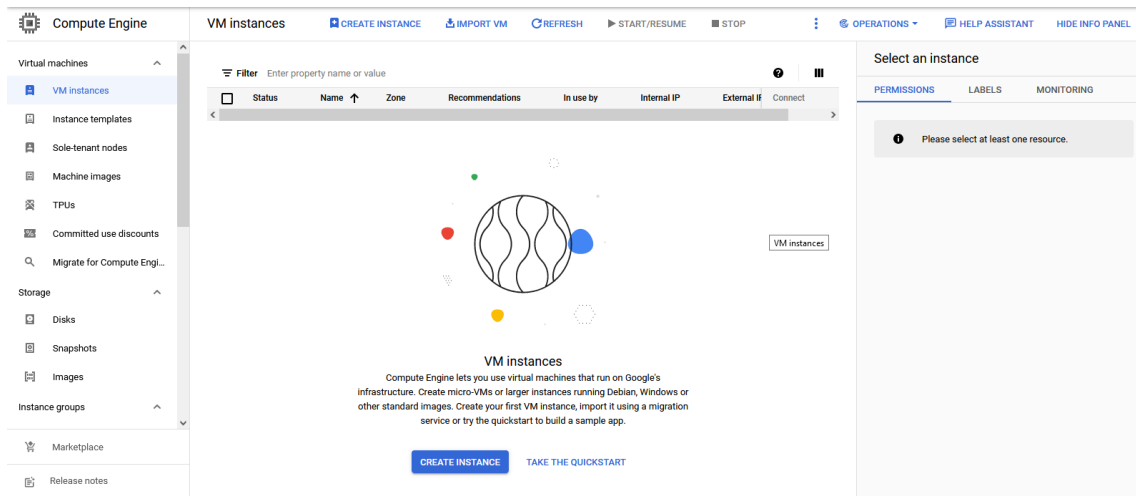 Compute Engine
VM instances
CREATE INSTANCE
IMPORT VM
REFRESH
START/RESUME
STOP
OPERATIONS
HELP ASSISTANT
HIDE INFO PANEL
Virtual machines
VM instances
Instance templates
Sole-tenant nodes
Machine images
TPUs
Committed use discounts
Migrate for Compute Engi...
Storage
Disks
Snapshots
Images
Instance groups
Marketplace
Release notes
Filter Enter property name or value
Status Name Zone Recommendations In use by Internal IP External IP Connect
VM instances
VM instances
Compute Engine lets you use virtual machines that run on Google's
infrastructure. Create micro-VMs or larger instances running Debian, Windows or
other standard images. Create your first VM instance, import it using a migration
service or try the quickstart to build a sample app.
CREATE INSTANCE
TAKE THE QUICKSTART
Select an instance
PERMISSIONS LABELS MONITORING
Please select at least one resource.